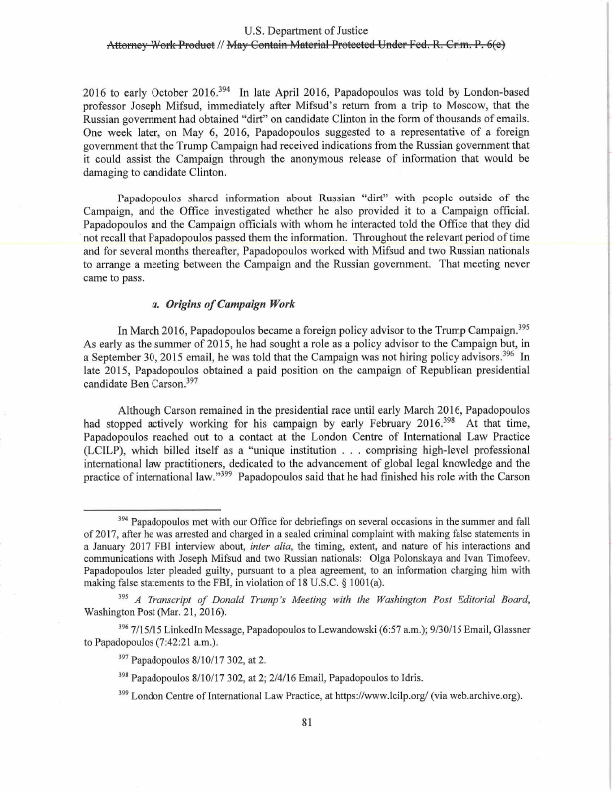 U.S. Department of Justice
Attorney Work Product // May Contain Material Protected Under Fed. R. Crim. P. 6(e)
2016 to early October 2016.394 In late April 2016, Papadopoulos was told by London-based
professor Joseph Mifsud, immediately after Mifsud's return from a trip to Moscow, that the
Russian government had obtained "dirt" on candidate Clinton in the form of thousands of emails.
One week later, on May 6, 2016, Papadopoulos suggested to a representative of a foreign
government that the Trump Campaign had received indications from the Russian government that
it could assist the Campaign through the anonymous release of information that would be
damaging to candidate Clinton.
Papadopoulos shared information about Russian "dirt" with people outside of the
Campaign, and the Office investigated whether he also provided it to a Campaign official.
Papadopoulos and the Campaign officials with whom he interacted told the Office that they did
not recall that Papadopoulos passed them the information. Throughout the relevant period of time
and for several months thereafter, Papadopoulos worked with Mifsud and two Russian nationals
to arrange a meeting between the Campaign and the Russian government. That meeting never
came to pass.
a. Origins of Campaign Work
In March 2016, Papadopoulos became a foreign policy advisor to the Trump Campaign.395
As early as the summer of 2015, he had sought a role as a policy advisor to the Campaign but, in
a September 30, 2015 email, he was told that the Campaign was not hiring policy advisors.396 In
late 2015, Papadopoulos obtained a paid position on the campaign of Republican presidential
candidate Ben Carson.397
Although Carson remained in the presidential race until early March 2016, Papadopoulos
had stopped actively working for his campaign by early February 2016.398 At that time,
Papadopoulos reached out to a contact at the London Centre of International Law Practice
(LCILP), which billed itself as a "unique institution . . . comprising high-level professional
international law practitioners, dedicated to the advancement of global legal knowledge and the
practice of international law."399 Papadopoulos said that he had finished his role with the Carson
394 Papadopoulos met with our Office for debriefings on several occasions in the summer and fall
of 2017, after he was arrested and charged in a sealed criminal complaint with making false statements in
a January 2017 FBI interview about, inter alia, the timing, extent, and nature of his interactions and
communications with Joseph Mifsud and two Russian nationals: Olga Polonskaya and Ivan Timofeev.
Papadopoulos later pleaded guilty, pursuant to a plea agreement, to an information charging him with
making false statements to the FBI, in violation of 18 U.S.C. § 1001(a).
395 A Transcript of Donald Trump's Meeting with the Washington Post Editorial Board,
Washington Post (Mar. 21, 2016).
396 7/15/15 LinkedIn Message, Papadopoulos to Lewandowski (6:57 a.m.); 9/30/15 Email, Glassner
to Papadopoulos (7:42:21 a.m.).
397 Papadopoulos 8/10/17 302, at 2.
398 Papadopoulos 8/10/17 302, at 2; 2/4/16 Email, Papadopoulos to Idris.
399 London Centre of International Law Practice, at https://www.lcilp.org/ (via web.archive.org).
81